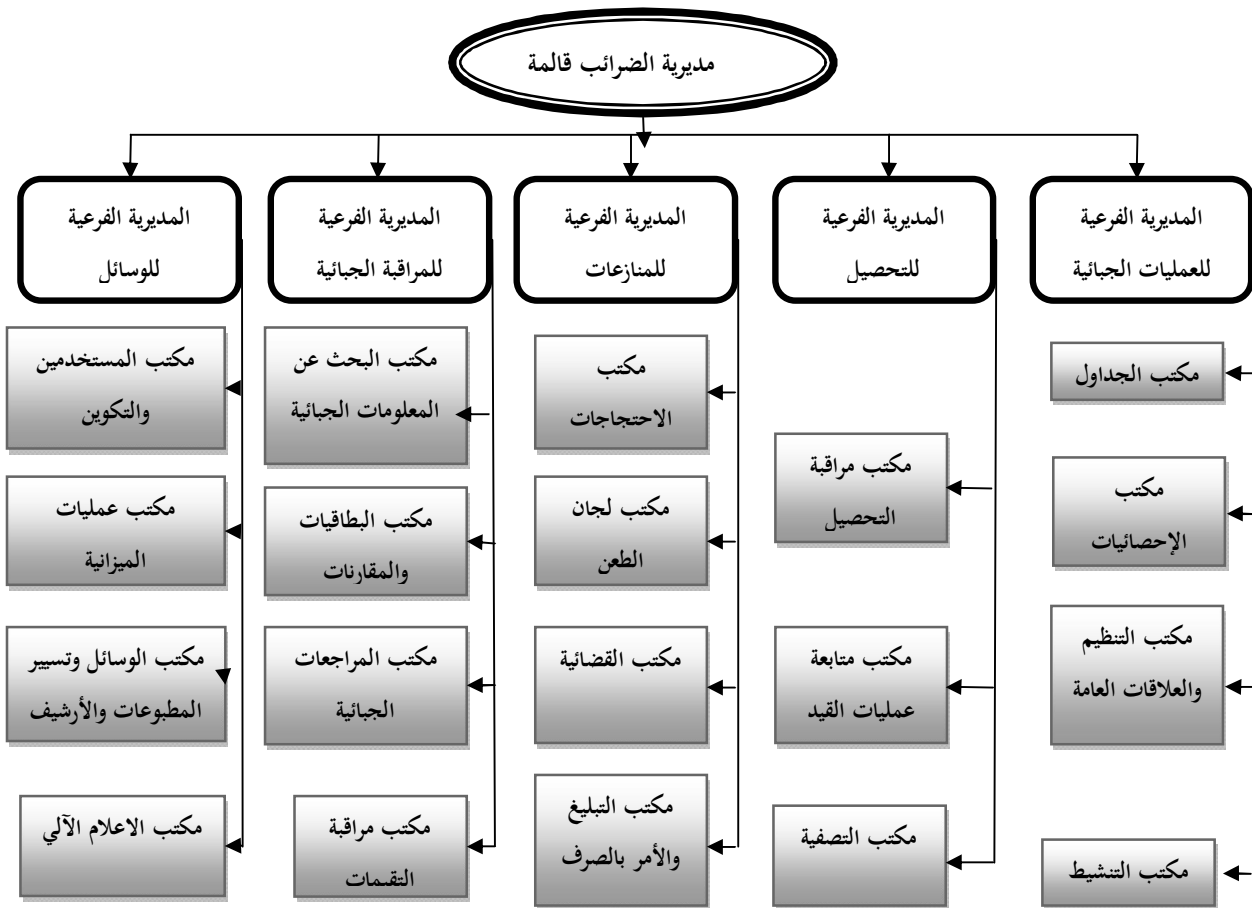 مديرية الضرائب قالمة
المديرية الفرعية
للعمليات الجبائية
المديرية الفرعية
للتحصيل
المديرية الفرعية
للمنازعات
المديرية الفرعية
للمراقبة الجبائية
المديرية الفرعية
للوسائل
مكتب الجداول
مكتب
الإحصائيات
مكتب التنظيم
والعلاقات العامة
مكتب التنشيط
مكتب مراقبة
التحصيل
مكتب متابعة
عمليات القيد
مكتب التصفية
مكتب
الاحتجاجات
مكتب لجان
الطعن
مكتب القضائية
مكتب التبليغ
والأمر بالصرف
مكتب البحث عن
المعلومات الجبائية
مكتب البطاقيات
والمقارنات
مكتب المراجعات
الجبائية
مكتب مراقبة
التقمات
مكتب المستخدمين
والتكوين
مكتب عمليات
الميزانية
مكتب الوسائل وتسيير
المطبوعات والأرشيف
مكتب الاعلام الآلي